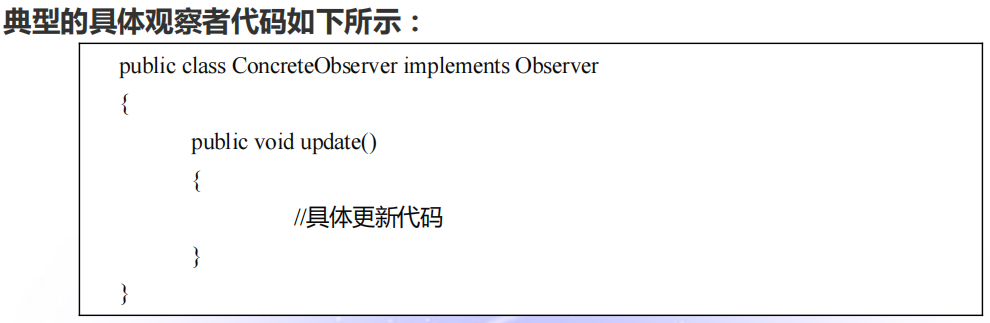 典型的具体观察者代码如下所示：
public class ConcreteObserver implements Observer
{
public void update()
{
//具体更新代码
}
}